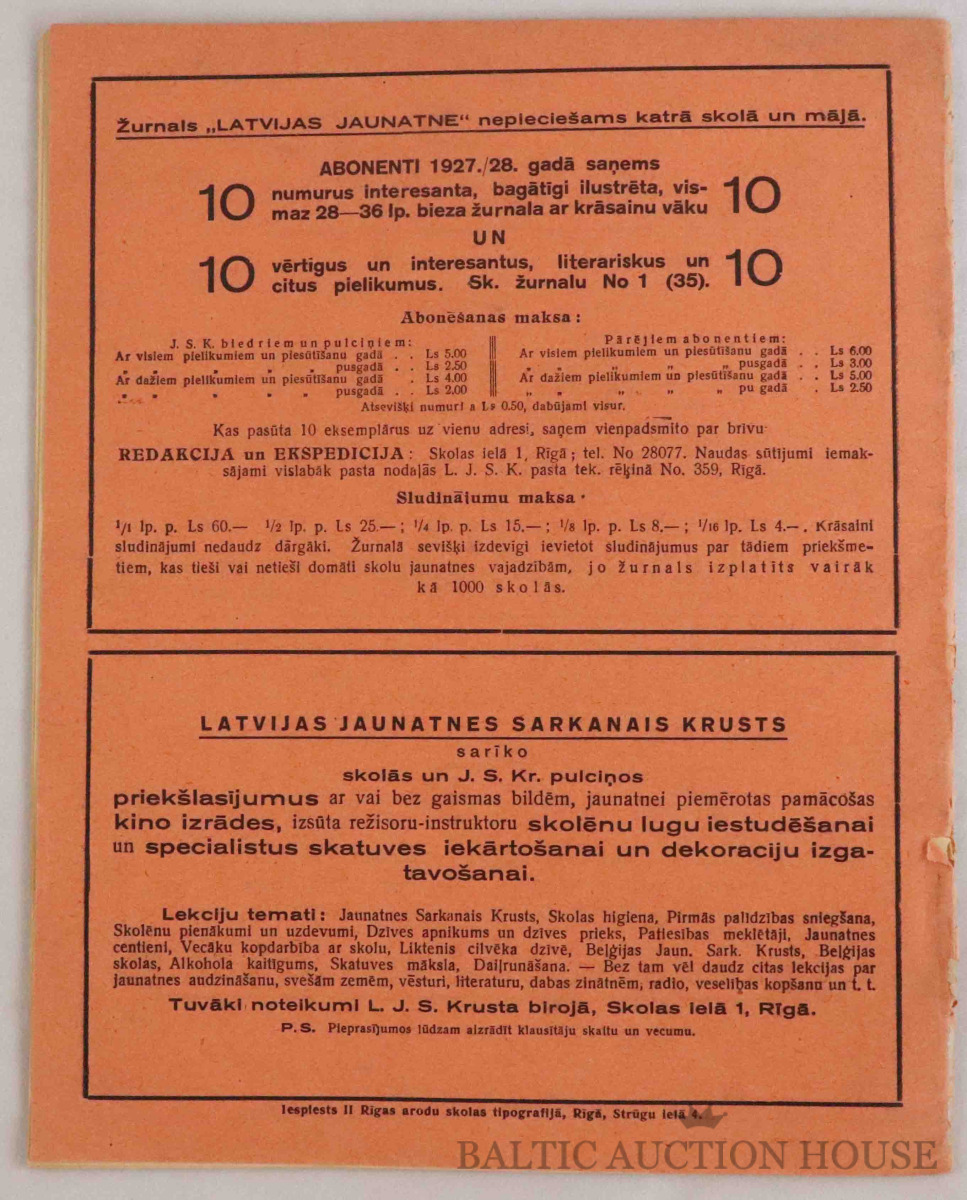 Žurnals „LATVIJAS JAUNATNE“ nepieciešams katrā skolā un mājā.
ABONENTI 1927./28. gadā saņems
10 numurus interesanta, bagātīgi ilustrēta, vis- 10
maz 28—36 lp. bieza žurnala ar krāsainu vāku
UN
10 vērtigus un interesantus, literariskus un 10
citus pielikumus. Sk. žurnalu No 1 (35).
Abonēšanas maksa:
J. S. K. biedriem un pulciņiem:
Ar visiem pielikumiem un piesūtīšanu gadā . . Ls 5.00
„ „ „ „ „ pusgadā . . Ls 2.50
Ar dažiem pielikumiem un piesūtīšanu gadā . Ls 4.00
„ „ „ „ „ pusgadā . . Ls 2.00
Pārējiem abonentiem:
Ar visiem pielikumiem un piesūtīšanu gadā . . Ls 6.00
„ „ „ „ „ pusgadā . . Ls 3.00
Ar dažiem pielikumiem un piesūtīšanu gadā . . Ls 5.00
„ „ „ „ „ pu gadā . . Ls 2.50
Atsevišķi numuri a Ls 0.50, dabūjami visur.
Kas pasūta 10 eksemplārus uz vienu adresi, saņem vienpadsmito par brivu
REDAKCIJA un EKSPEDICIJA: Skolas ielā 1, Rīgā; tel. No 28077. Naudas sūtījumi iemak-
sājami vislabāk pasta nodaļās L. J. S. K. pasta tek. rēķinā No. 359, Rīgā.
Sludinājumu maksa
1/1 lp. p. Ls 60.— 1/2 lp. p. Ls 25.—; 1/4 lp. p. Ls 15.—; 1/8 lp. p. Ls 8.—; 1/16 lp. Ls 4.—. Krāsaini
sludinājumi nedaudz dārgāki. Žurnalā sevišķi izdevigi ievietot sludinājumus par tādiem priekšme-
tiem, kas tieši vai netieši domāti skolu jaunatnes vajadzībām, jo žurnals izplatīts vairāk
kā 1000 skolās.
LATVIJAS JAUNATNES SARKANAIS KRUSTS
sarīko
skolās un J. S. Kr. pulciņos
priekšlasījumus ar vai bez gaismas bildēm, jaunatnei piemērotas pamācošas
kino izrādes, izsūta režisoru-instruktoru skolēnu lugu iestudēšanai
un specialistus skatuves iekārtošanai un dekoraciju izga-
tavošanai.
Lekciju temati: Jaunatnes Sarkanais Krusts, Skolas higiena, Pirmās palīdzības sniegšana,
Skolēnu pienākumi un uzdevumi, Dzīves apnikums un dzīves prieks, Patiesības meklētāji, Jaunatnes
centieni, Vecāku kopdarbība ar skolu, Liktenis cilvēka dzīvē, Beļģijas Jaun. Sark. Krusts, Beļģijas
skolas, Alkohola kaitīgums, Skatuves māksla, Daiļrunāšana. — Bez tam vēl daudz citas lekcijas par
jaunatnes audzināšanu, svešām zemēm, vēsturi, literaturu, dabas zinātnēm, radio, veselības kopšanu un t. t.
Tuvāki noteikumi L. J. S. Krusta birojā, Skolas ielā 1, Rīgā.
P. S. Pieprasījumos lūdzam aizrādīt klausītāju skaitu un vecumu.
Iespiests II Rīgas arodu skolas tipografijā, Rīgā, Strūgu ielā 4.
BALTIC AUCTION HOUSE